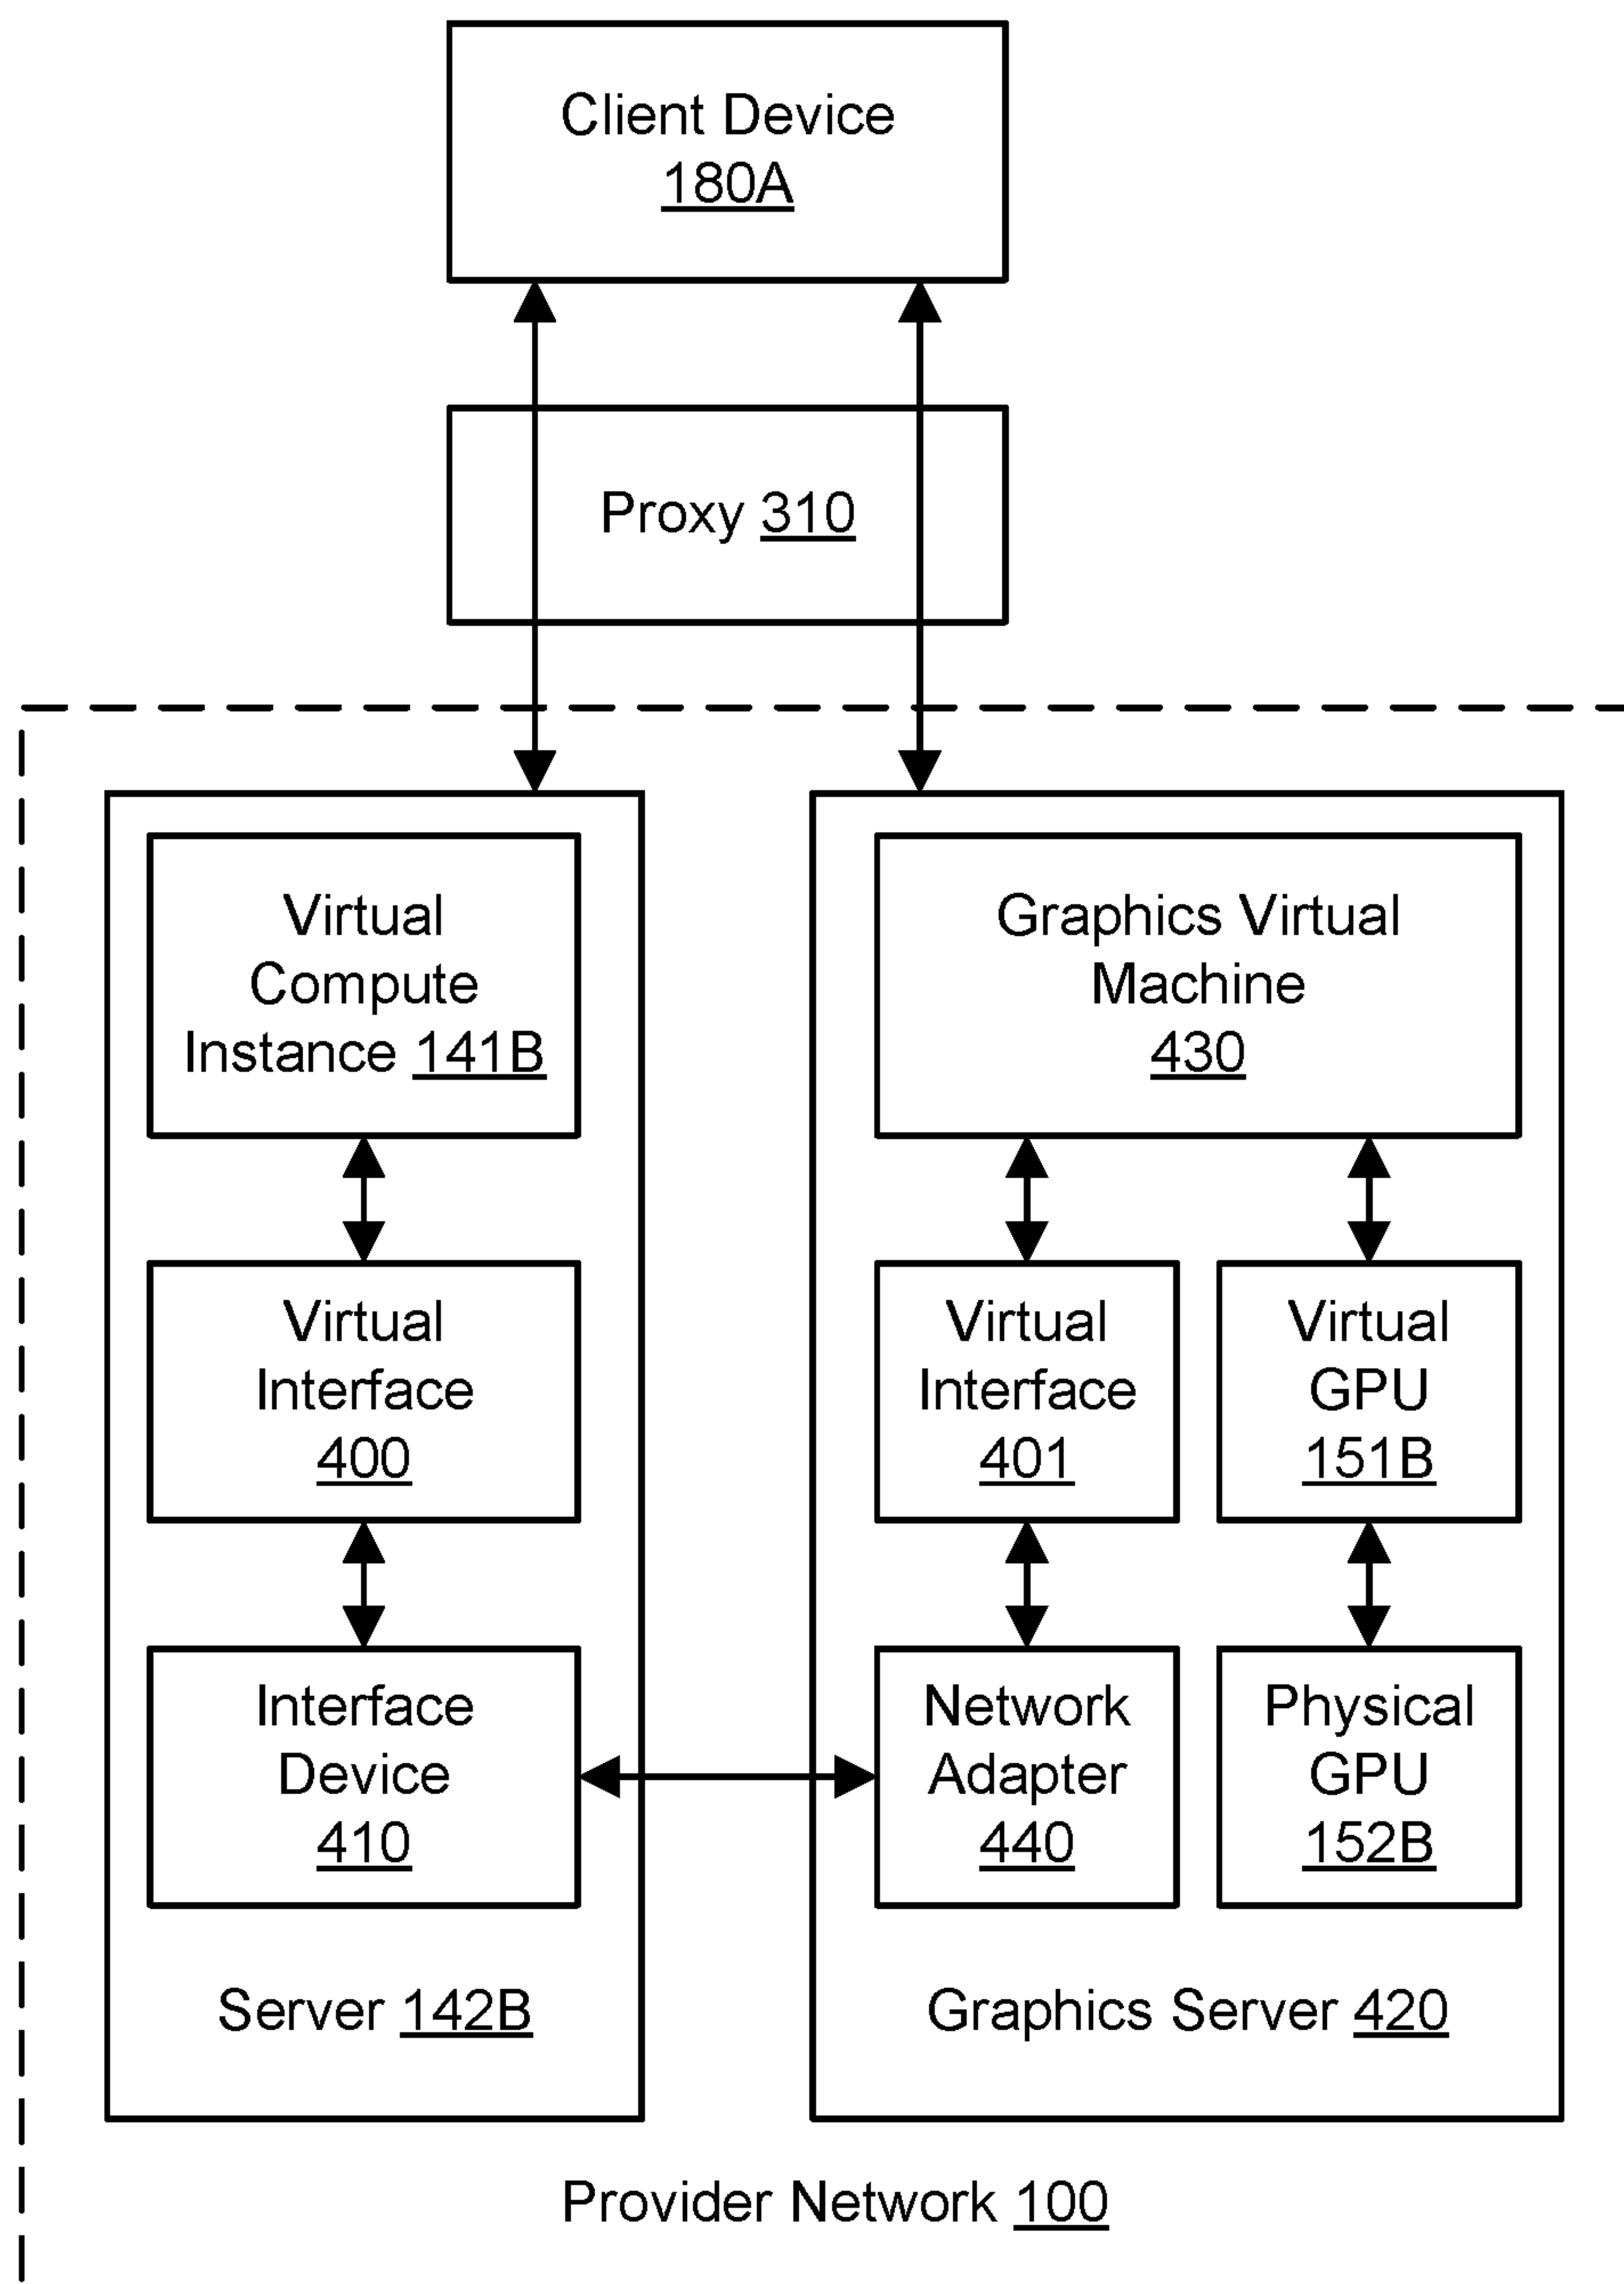 Client Device
180A
Proxy 310
Virtual
Compute
Instance 141B
Graphics Virtual
Machine
430
Virtual
Interface
400
Virtual
Interface
401
Virtual
GPU
151B
Interface
Device
410
Network
Adapter
440
Physical
GPU
152B
Server 142B
Graphics Server 420
Provider Network 100